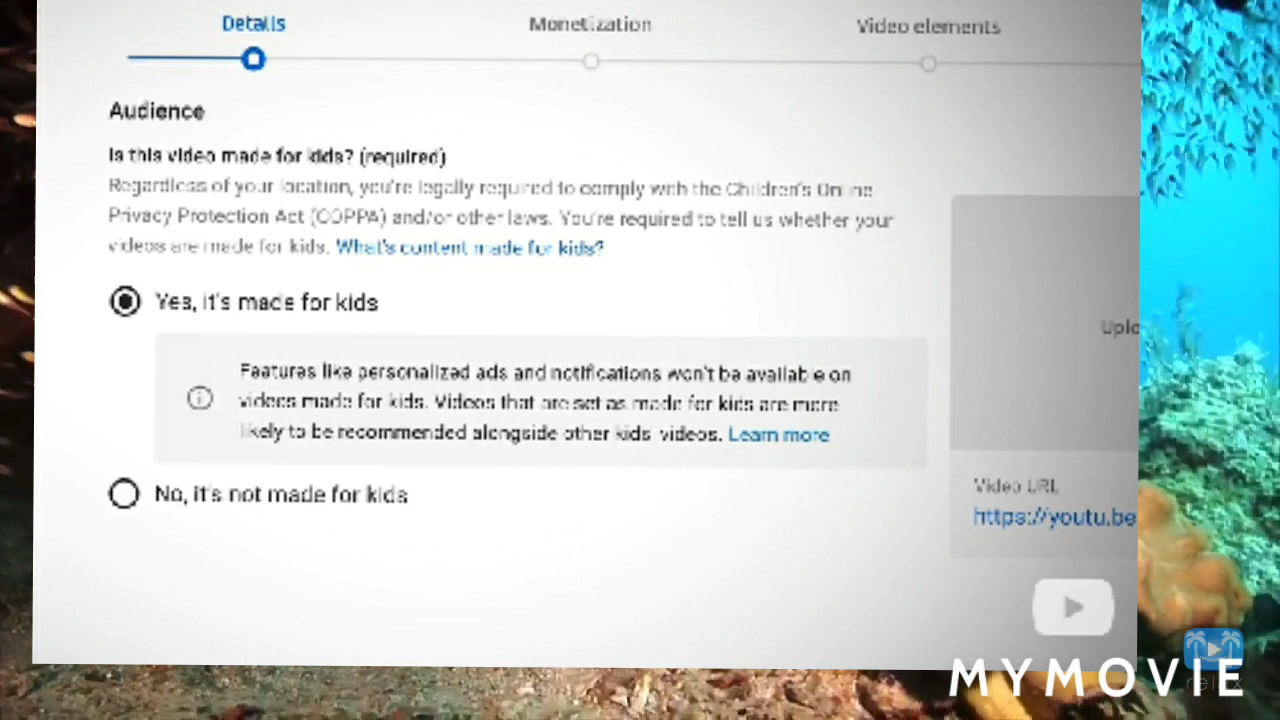 Details
Monetization
Video elements
Audience
Is this video made for kids? (required)
Regardless of your location, you're legally required to comply with the Children's Online
Privacy Protection Act (COPPA) and/or other laws. You're required to tell us whether your
videos are made for kids. What's content made for kids?
Yes, it's made for kids
Features like personalized ads and notifications won't be available on
videos made for kids. Videos that are set as made for kids are more
likely to be recommended alongside other kids' videos. Learn more
No, it's not made for kids
Uplo
Video URL
https://youtu.be
MYMOVIE
relax